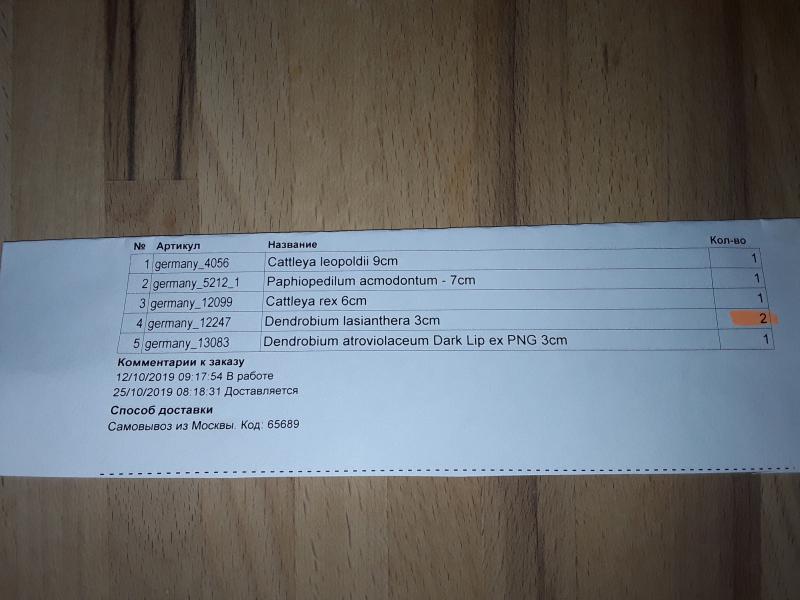 № Артикул Название Кол-во
1 germany_4056 Cattleya leopoldii 9cm 1
2 germany_5212_1 Paphiopedilum acmodontum - 7cm 1
3 germany_12099 Cattleya rex 6cm 1
4 germany_12247 Dendrobium lasianthera 3cm 2
5 germany_13083 Dendrobium atroviolaceum Dark Lip ex PNG 3cm 1
Комментарии к заказу
12/10/2019 09:17:54 В работе
25/10/2019 08:18:31 Доставляется
Способ доставки
Самовывоз из Москвы. Код: 65689